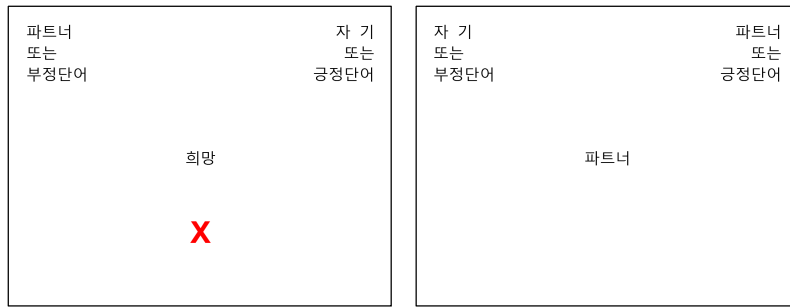 파트너 자 기
또는 또는
부정단어 긍정단어
희망
X
자 기 파트너
또는 또는
부정단어 긍정단어
파트너